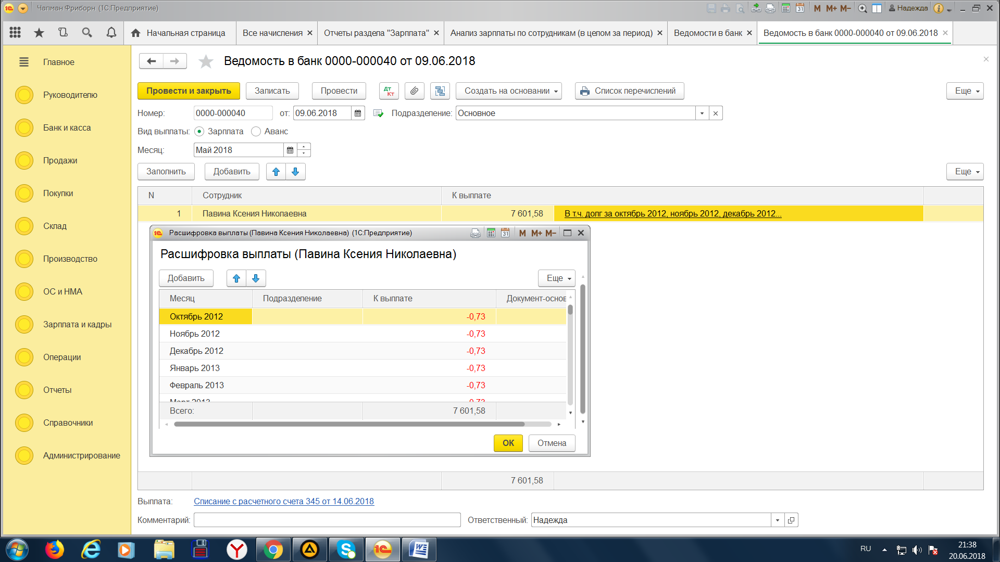 Чапман Фриборн (1С:Предприятие)
M M+ M- Надежда
Начальная страница
Все начисления
Отчеты раздела "Зарплата"
Анализ зарплаты по сотрудникам (в целом за период)
Ведомости в банк
Ведомость в банк 0000-000040 от 09.06.2018
Главное
Руководителю
Банк и касса
Продажи
Покупки
Склад
Производство
ОС и НМА
Зарплата и кадры
Операции
Отчеты
Справочники
Администрирование
Ведомость в банк 0000-000040 от 09.06.2018
Провести и закрыть Записать Провести Дт Кт Создать на основании Список перечислений Еще
Номер: 0000-000040 от: 09.06.2018 Подразделение: Основное
Вид выплаты: Зарплата Аванс
Месяц: Май 2018
Заполнить Добавить Еще
N Сотрудник К выплате
1 Павина Ксения Николаевна 7 601,58 В т.ч. долг за октябрь 2012, ноябрь 2012, декабрь 2012...
Расшифровка выплаты (Павина Ксения Николаевна) (1С:Предприятие) 31 M M+ M-
Расшифровка выплаты (Павина Ксения Николаевна)
Добавить Еще
Месяц Подразделение К выплате Документ-основ
Октябрь 2012 -0,73
Ноябрь 2012 -0,73
Декабрь 2012 -0,73
Январь 2013 -0,73
Февраль 2013 -0,73
Март 2013 -0,73
Всего: 7 601,58
ОК Отмена
7 601,58
Выплата: Списание с расчетного счета 345 от 14.06.2018
Комментарий: Ответственный: Надежда
RU 21:38
20.06.2018